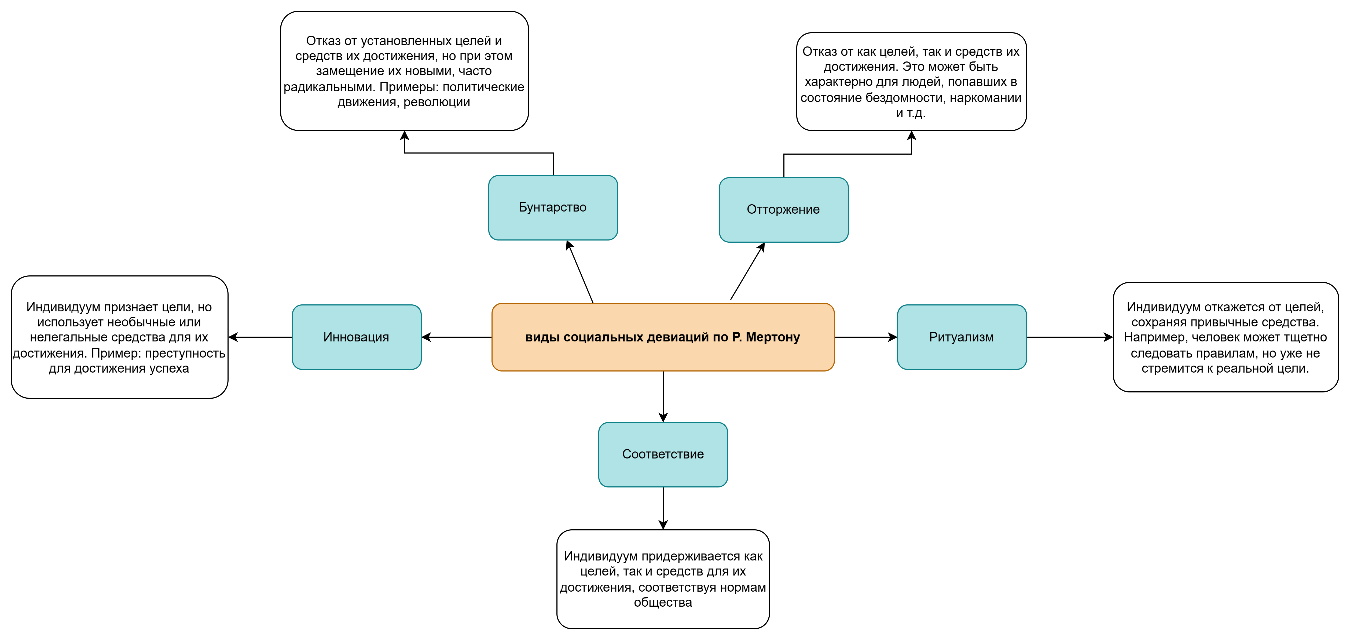 Отказ от установленных целей и
средств их достижения, но при этом
замещение их новыми, часто
радикальными. Примеры: политические
движения, революции
Отказ от как целей, так и средств их
достижения. Это может быть
характерно для людей, попавших в
состояние бездомности, наркомании
и т.д.
Бунтарство
Отторжение
Индивидуум признает цели, но
использует необычные или
нелегальные средства для их
достижения. Пример: преступность
для достижения успеха
Инновация
виды социальных девиаций по Р. Мертону
Ритуализм
Индивидуум откажется от целей,
сохраняя привычные средства.
Например, человек может тщетно
следовать правилам, но уже не
стремится к реальной цели.
Соответствие
Индивидуум придерживается как
целей, так и средств для их
достижения, соответствуя нормам
общества